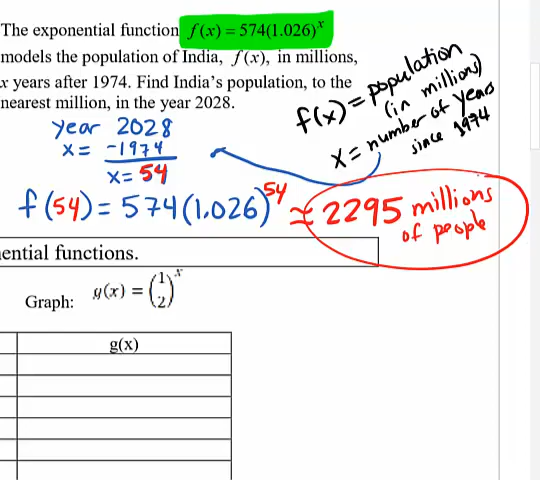 The exponential function f(x) = 574(1.026)^x
models the population of India, f(x), in millions,
x years after 1974. Find India's population, to the
nearest million, in the year 2028.
f(x) = population
(in millions)
x = number of years
since 1974
year 2028
x = -1974
x = 54
f(54) = 574(1.026)^54 ≈ 2295 millions
of people
ential functions.
Graph: g(x) = (1/2)^x
g(x)